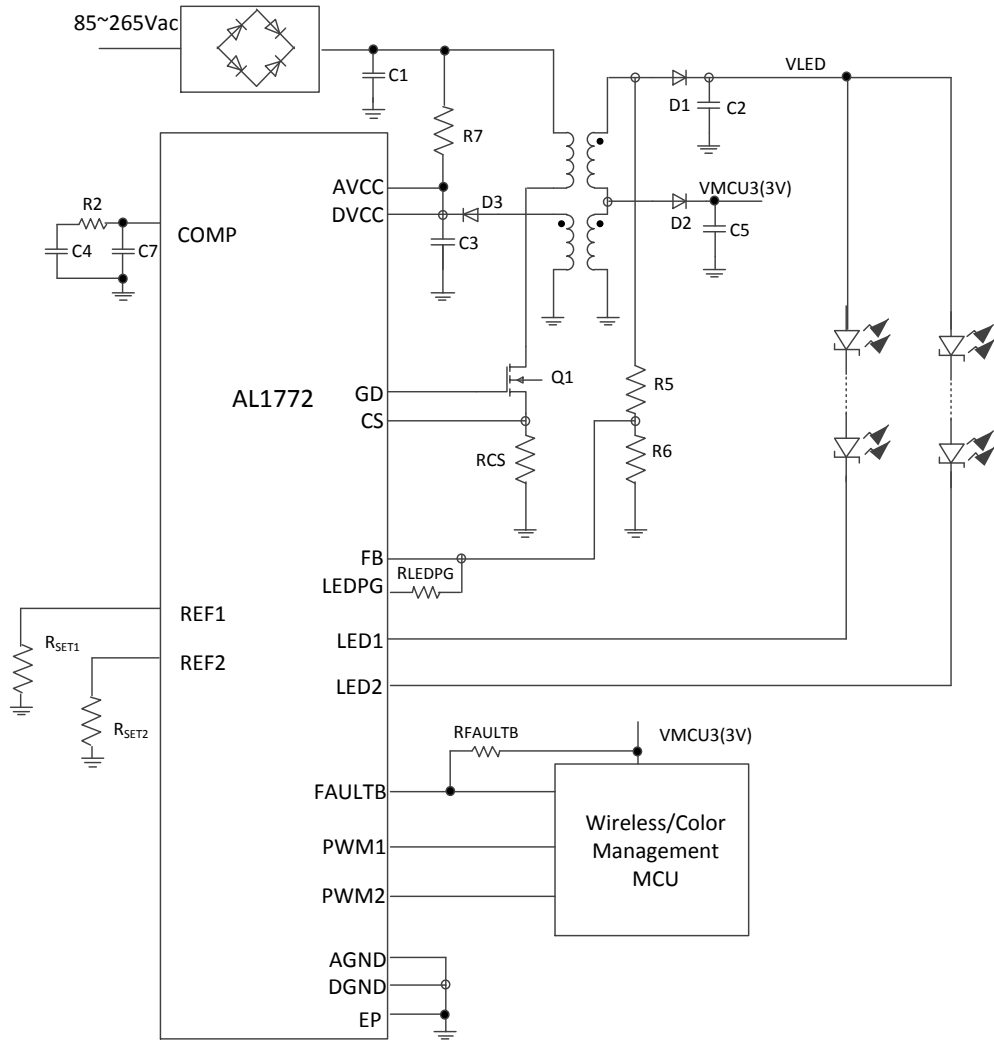 85~265Vac
C1
R7
D1
C2
VLED
AVCC
DVCC
D3
C3
VMCU3(3V)
D2
C5
R2
C4
C7
COMP
AL1772
GD
CS
Q1
RCS
R5
R6
FB
LEDPG
RLEDPG
REF1
REF2
RSET1
RSET2
LED1
LED2
RFAULTB
VMCU3(3V)
FAULTB
PWM1
PWM2
Wireless/Color
Management
MCU
AGND
DGND
EP